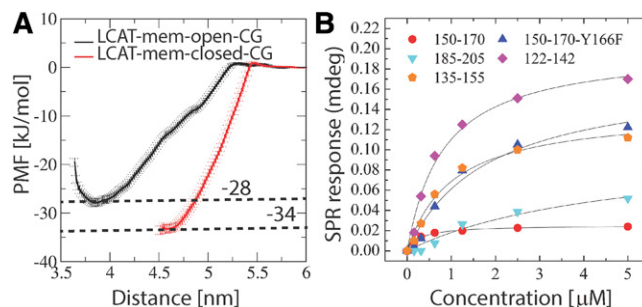 A
LCAT-mem-open-CG
LCAT-mem-closed-CG
PMF [kJ/mol]
0
-10
-20
-30
-40
-28
-34
3.5 4 4.5 5 5.5 6
Distance [nm]
B
150-170
150-170-Y166F
185-205
122-142
135-155
SPR response (mdeg)
0.22
0.20
0.18
0.16
0.14
0.12
0.10
0.08
0.06
0.04
0.02
0.00
0 1 2 3 4 5
Concentration [µM]